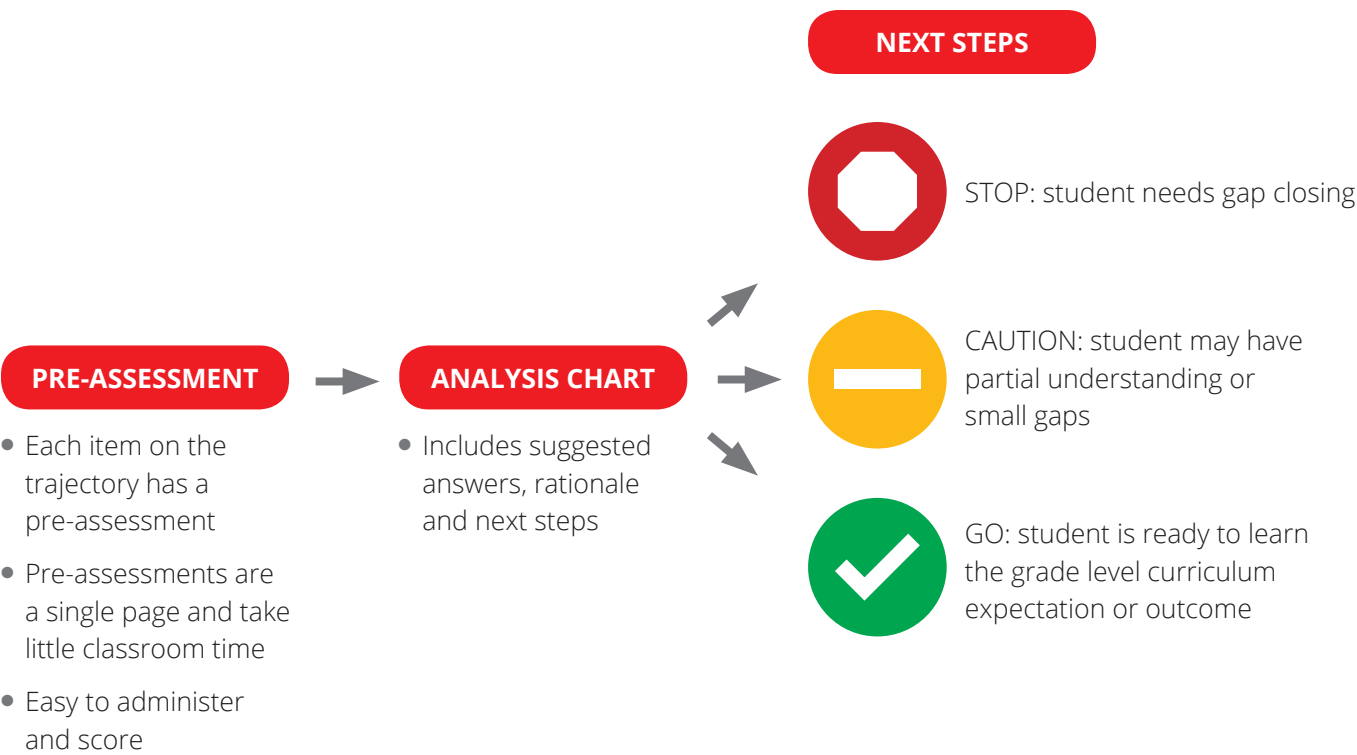 NEXT STEPS
STOP: student needs gap closing
CAUTION: student may have
partial understanding or
small gaps
GO: student is ready to learn
the grade level curriculum
expectation or outcome
PRE-ASSESSMENT
• Each item on the
trajectory has a
pre-assessment
• Pre-assessments are
a single page and take
little classroom time
• Easy to administer
and score
ANALYSIS CHART
• Includes suggested
answers, rationale
and next steps